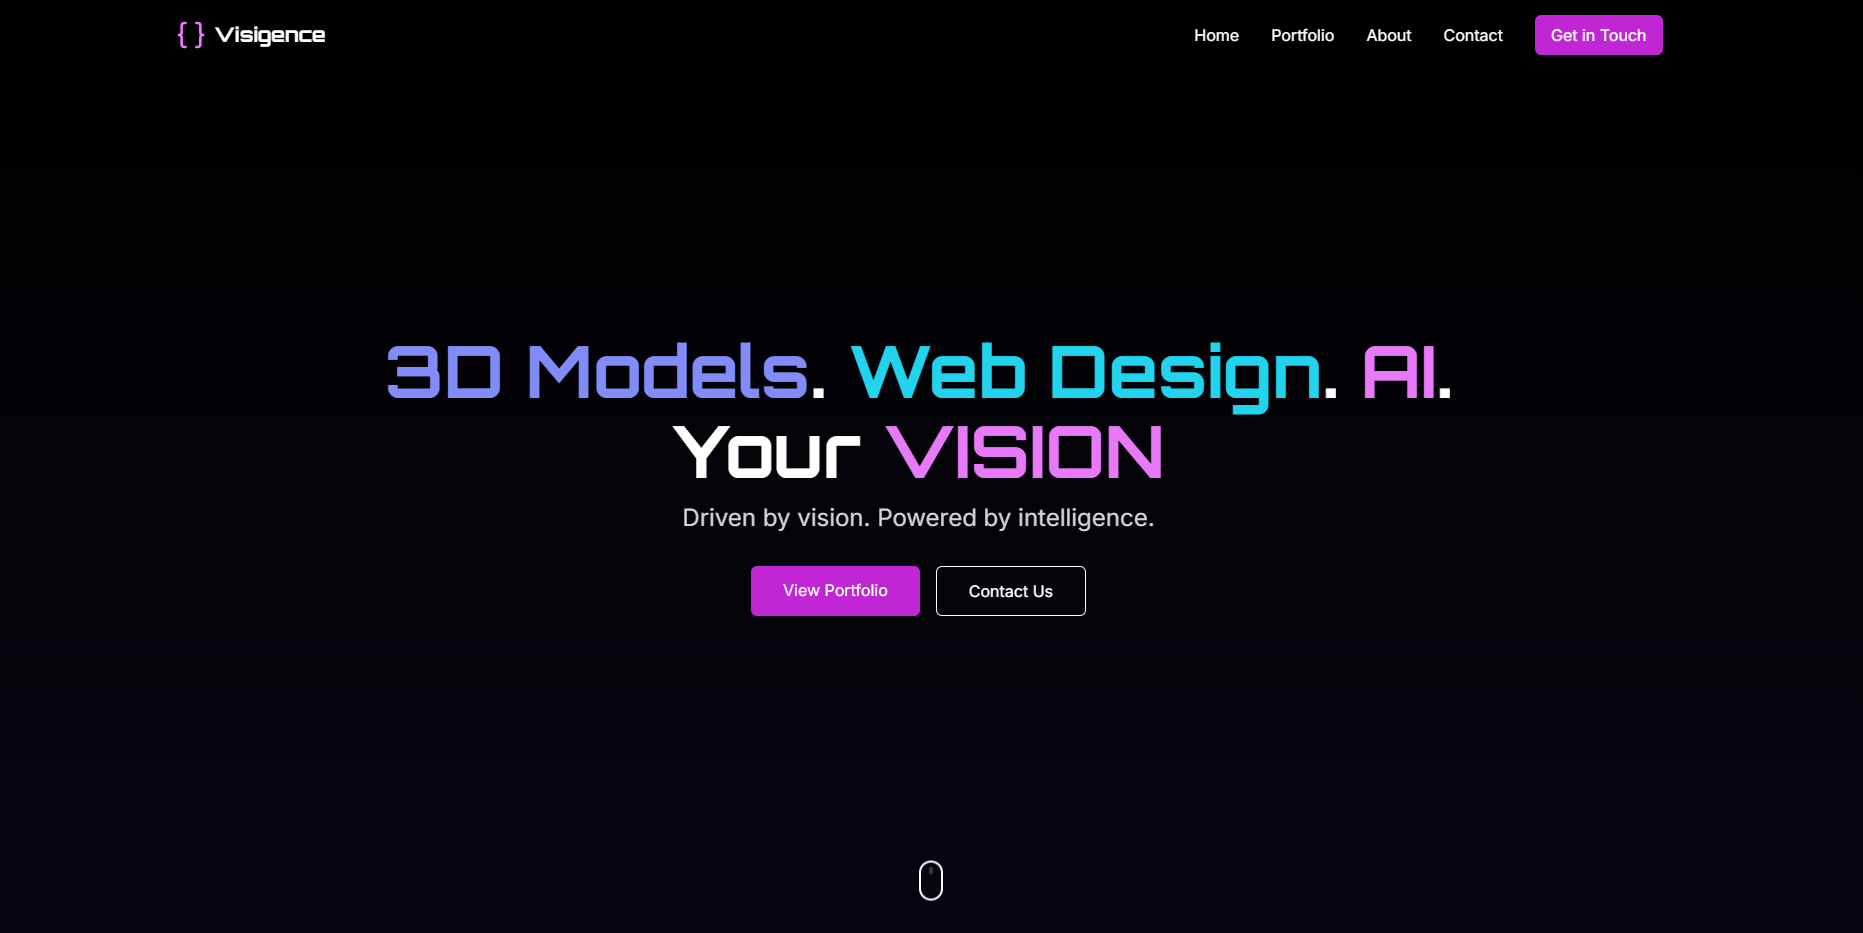 { } Visigence
Home Portfolio About Contact Get in Touch
3D Models. Web Design. AI.
Your VISION
Driven by vision. Powered by intelligence.
View Portfolio Contact Us